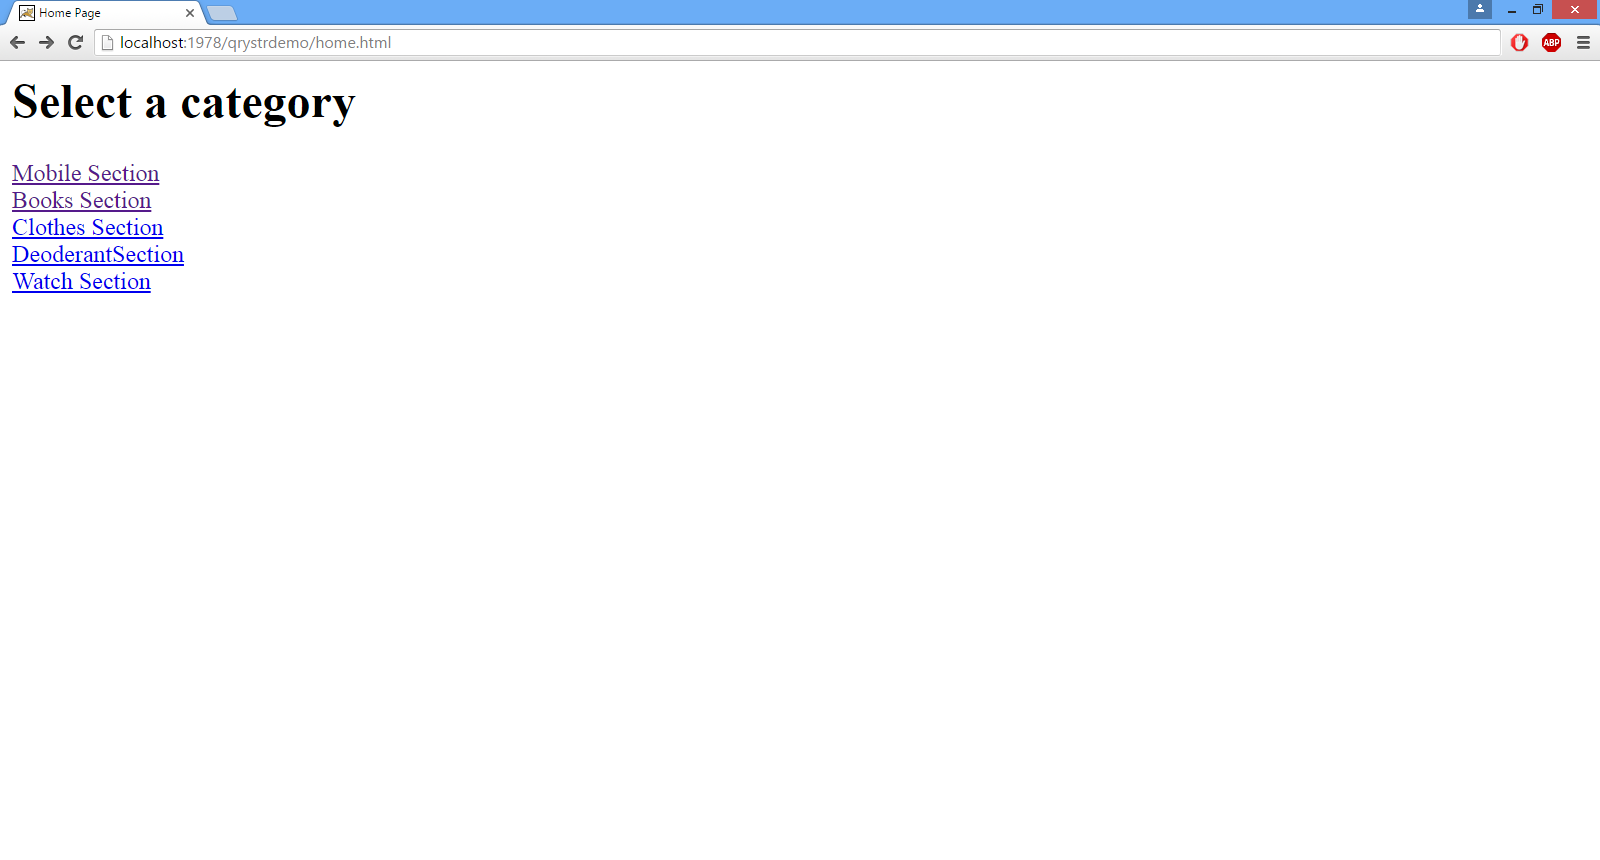 Home Page
localhost:1978/qrystrdemo/home.html
ABP
Select a category
Mobile Section
Books Section
Clothes Section
DeoderantSection
Watch Section